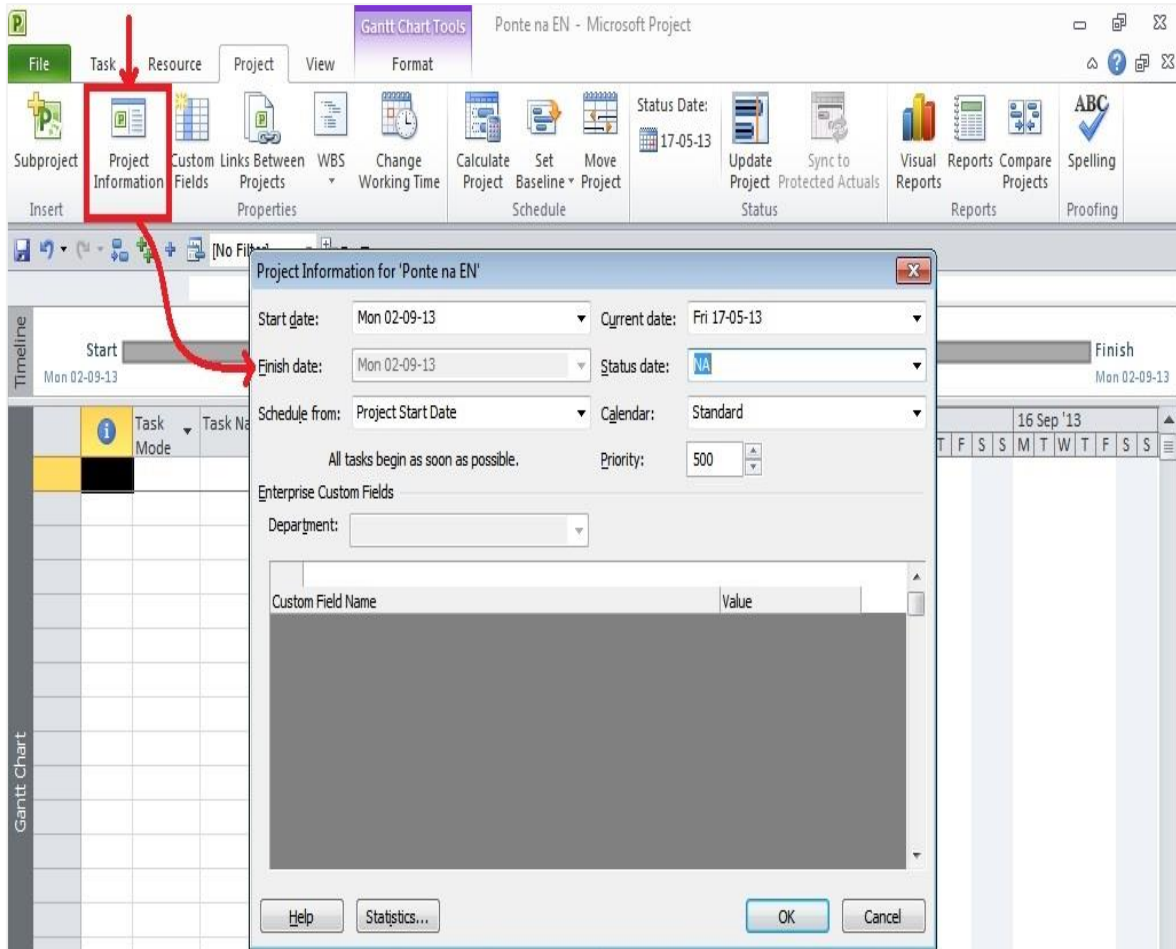 Gantt Chart Tools Ponte na EN - Microsoft Project
File Task Resource Project View Format
Subproject
Project Information
Custom Fields
Links Between Projects
WBS
Change Working Time
Calculate Project
Set Baseline
Move Project
Status Date:
17-05-13
Update Project
Sync to Protected Actuals
Visual Reports
Reports
Compare Projects
ABC
Spelling
Insert Properties Schedule Status Reports Proofing
[No Filter]
Project Information for 'Ponte na EN'
Start date: Mon 02-09-13 Current date: Fri 17-05-13
Finish date: Mon 02-09-13 Status date: NA
Schedule from: Project Start Date Calendar: Standard
All tasks begin as soon as possible. Priority: 500
Enterprise Custom Fields
Department:
Custom Field Name Value
Help Statistics... OK Cancel
Timeline
Start
Mon 02-09-13
Finish
Mon 02-09-13
Task Mode
Task Na
16 Sep '13
T F S S M T W T F S S
Gantt Chart